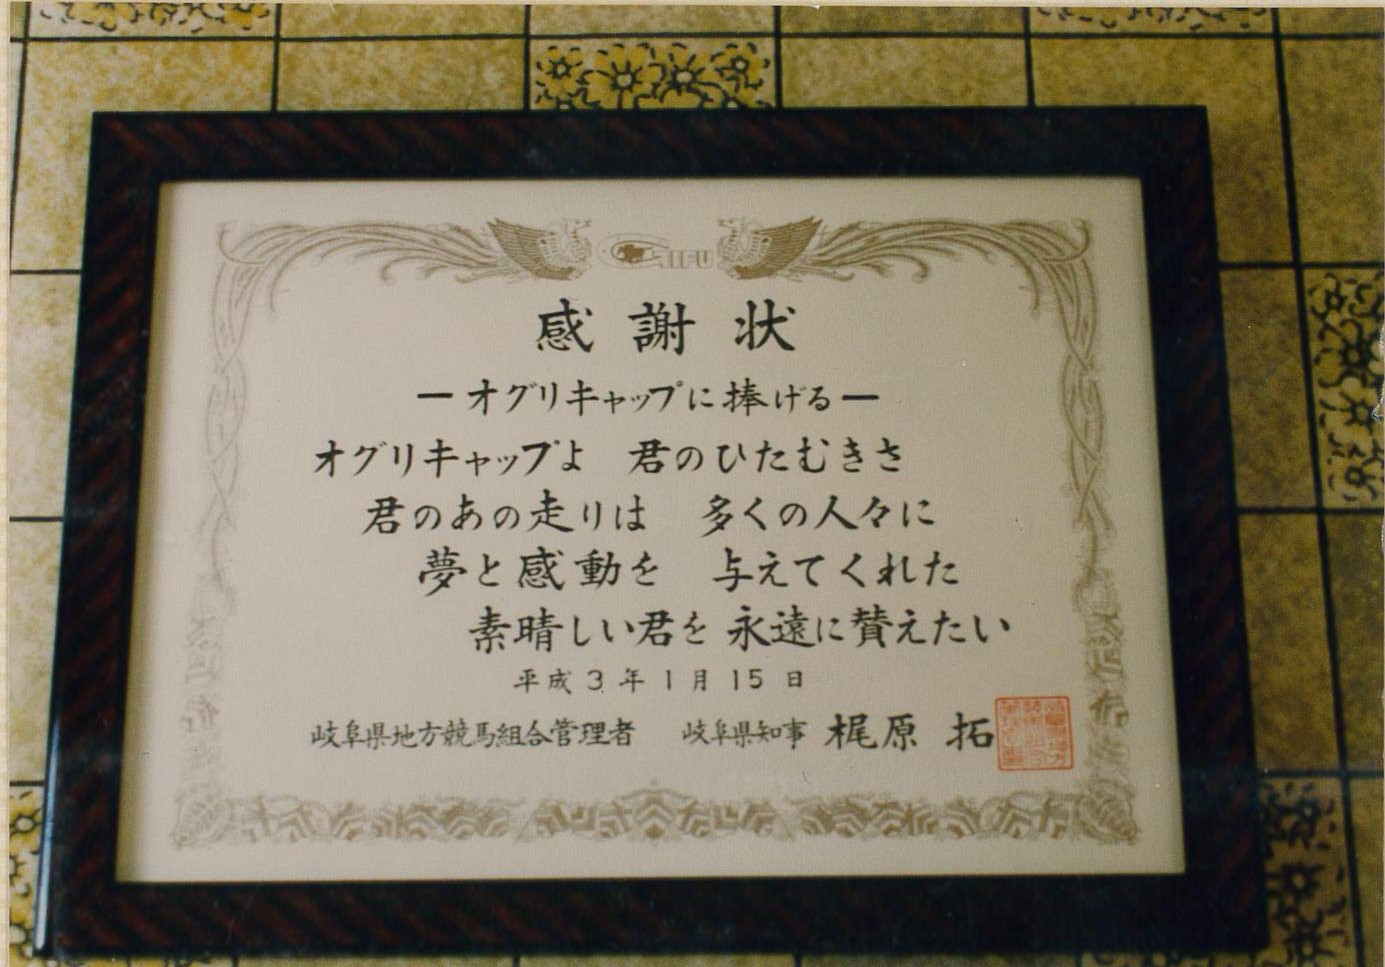 GIFU
感謝状
ーオグリキャップに捧げるー
オグリキャップよ 君のひたむきさ
君のあの走りは 多くの人々に
夢と感動を 与えてくれた
素晴しい君を 永遠に賛えたい
平成3年1月15日
岐阜県地方競馬組合管理者 岐阜県知事 梶原 拓